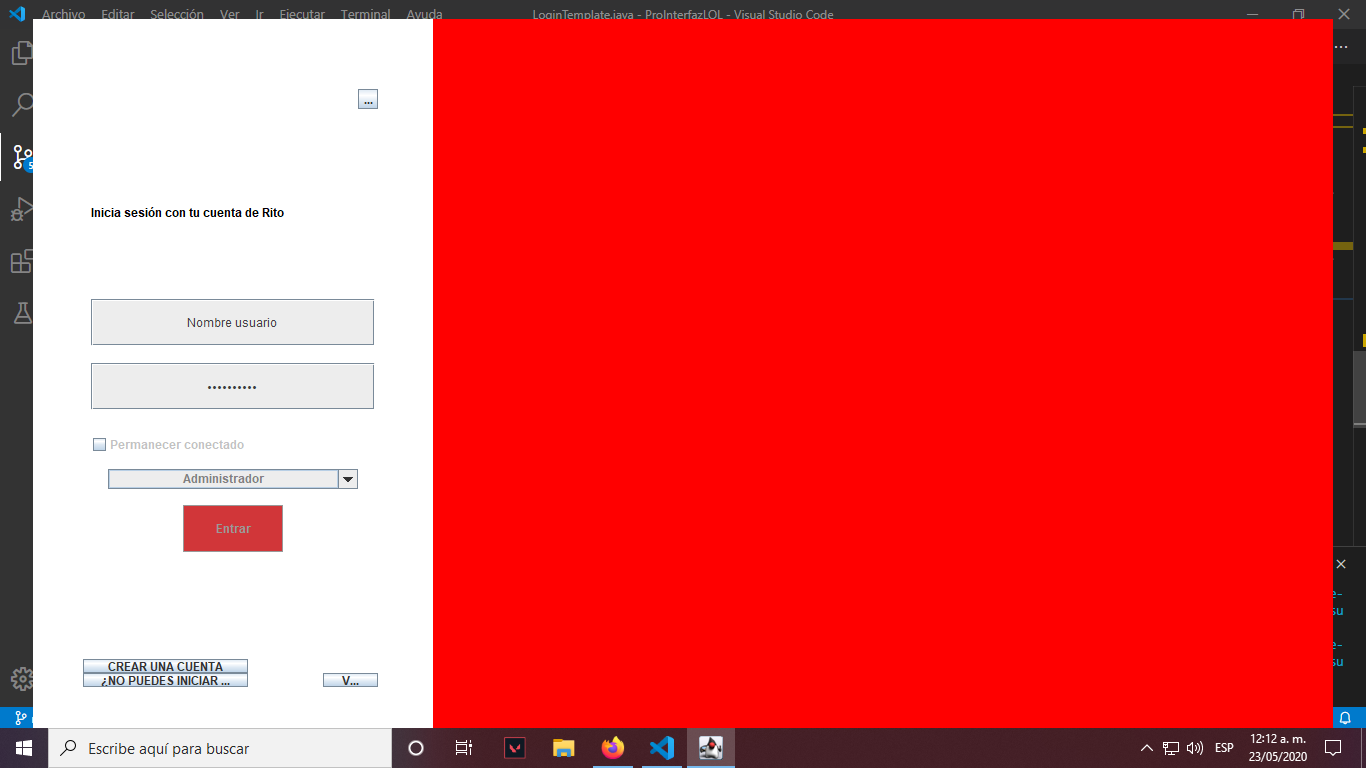 Archivo Editar Selección Ver Ir Ejecutar Terminal Ayuda LoginTemplate.java - ProInterfazLOL - Visual Studio Code
...
Inicia sesión con tu cuenta de Rito
Nombre usuario
Permanecer conectado
Administrador
Entrar
e-
su
e-
su
CREAR UNA CUENTA
¿NO PUEDES INICIAR ...
V...
Escribe aquí para buscar
ESP
12:12 a. m.
23/05/2020